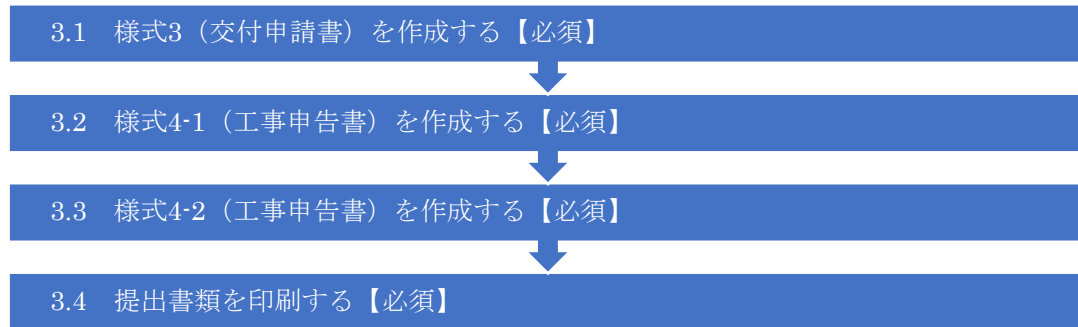 3.1　様式3（交付申請書）を作成する【必須】
3.2　様式4-1（工事申告書）を作成する【必須】
3.3　様式4-2（工事申告書）を作成する【必須】
3.4　提出書類を印刷する【必須】